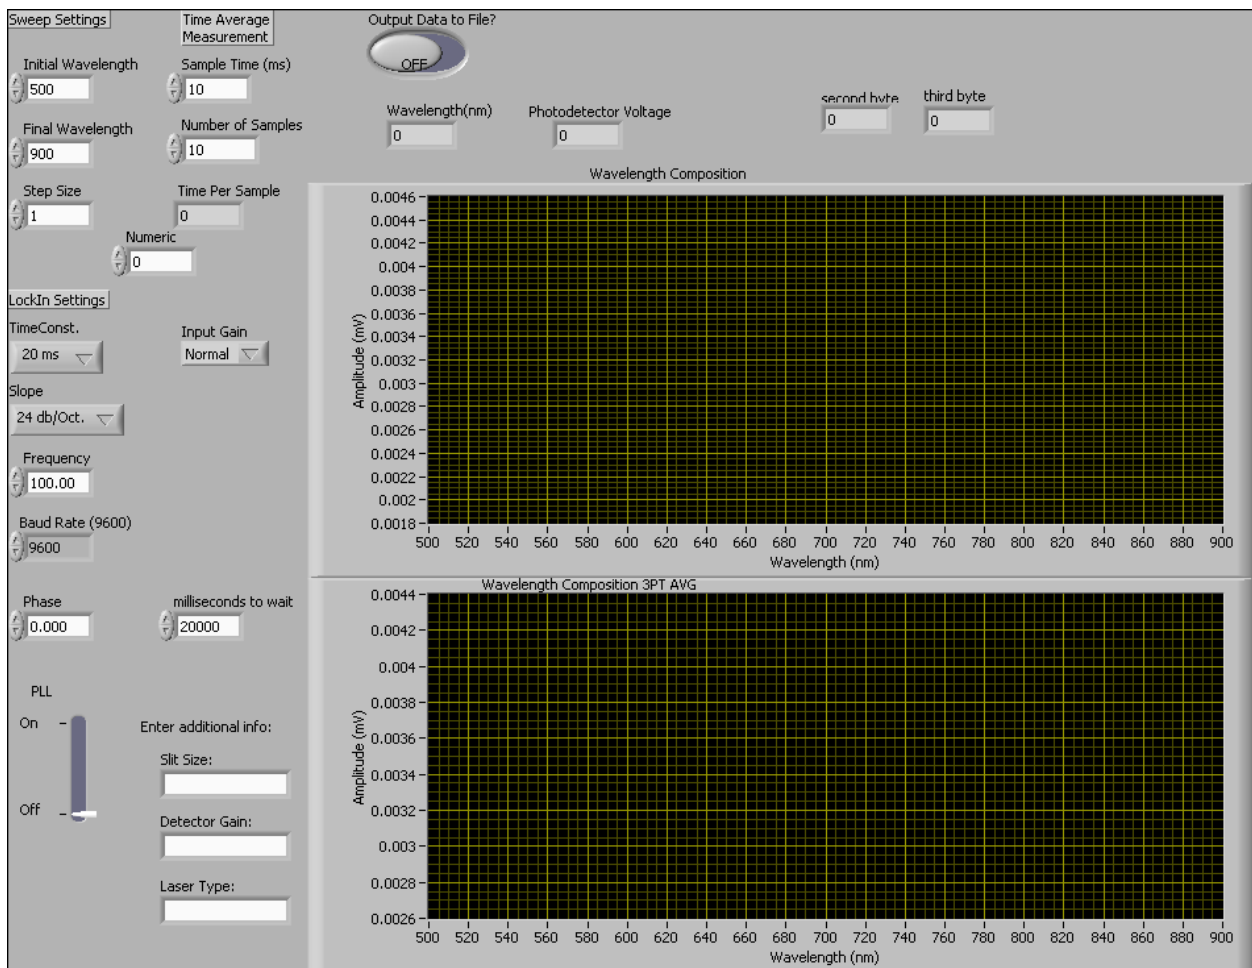 Sweep Settings
Time Average
Measurement
Output Data to File?
OFF
Initial Wavelength
500
Sample Time (ms)
10
Final Wavelength
900
Number of Samples
10
Wavelength(nm)
0
Photodetector Voltage
0
second byte
0
third byte
0
Step Size
1
Time Per Sample
0
Numeric
0
LockIn Settings
TimeConst.
20 ms
Input Gain
Normal
Slope
24 db/Oct.
Frequency
100.00
Baud Rate (9600)
9600
Phase
0.000
milliseconds to wait
20000
PLL
On
Off
Enter additional info:
Slit Size:
Detector Gain:
Laser Type:
Wavelength Composition
Amplitude (mV)
0.0046
0.0044
0.0042
0.004
0.0038
0.0036
0.0034
0.0032
0.003
0.0028
0.0026
0.0024
0.0022
0.002
0.0018
500 520 540 560 580 600 620 640 660 680 700 720 740 760 780 800 820 840 860 880 900
Wavelength (nm)
Wavelength Composition 3PT AVG
Amplitude (mV)
0.0044
0.0042
0.004
0.0038
0.0036
0.0034
0.0032
0.003
0.0028
0.0026
500 520 540 560 580 600 620 640 660 680 700 720 740 760 780 800 820 840 860 880 900
Wavelength (nm)